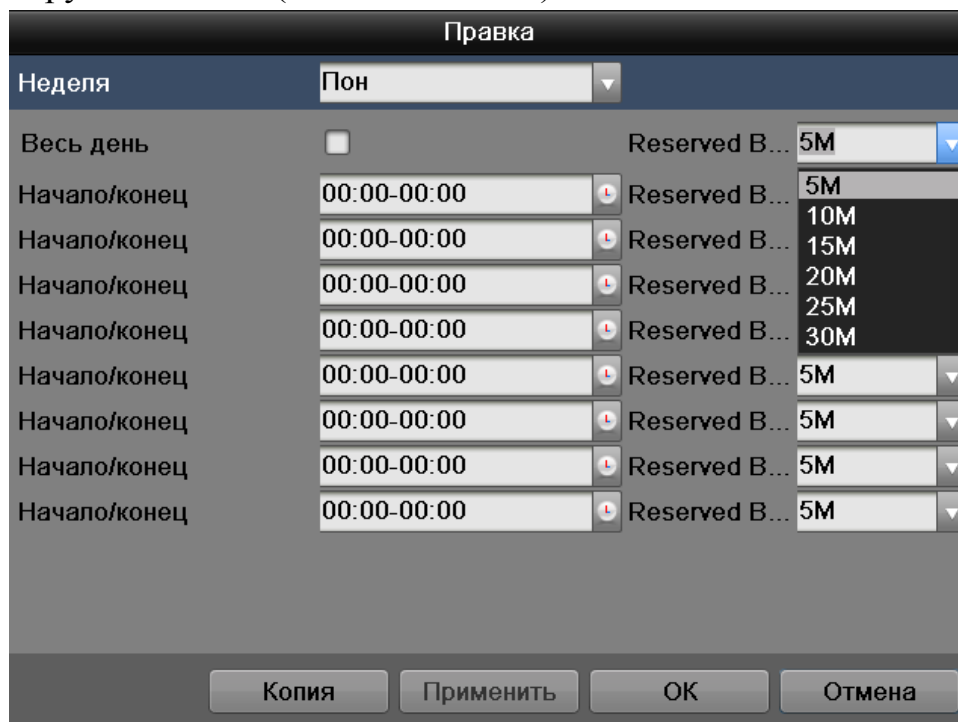 Правка
Неделя Пон
Весь день Reserved B... 5M
Начало/конец 00:00-00:00 Reserved B... 5M
Начало/конец 00:00-00:00 Reserved B... 10M
15M
Начало/конец 00:00-00:00 Reserved B... 20M
25M
Начало/конец 00:00-00:00 Reserved B... 30M
Начало/конец 00:00-00:00 Reserved B... 5M
Начало/конец 00:00-00:00 Reserved B... 5M
Начало/конец 00:00-00:00 Reserved B... 5M
Начало/конец 00:00-00:00 Reserved B... 5M
Копия Применить OK Отмена